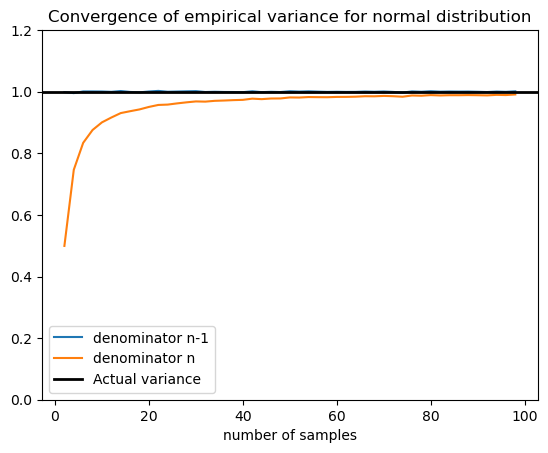 Convergence of empirical variance for normal distribution
1.2
1.0
0.8
0.6
0.4
0.2
0.0
denominator n-1
denominator n
Actual variance
0 20 40 60 80 100
number of samples